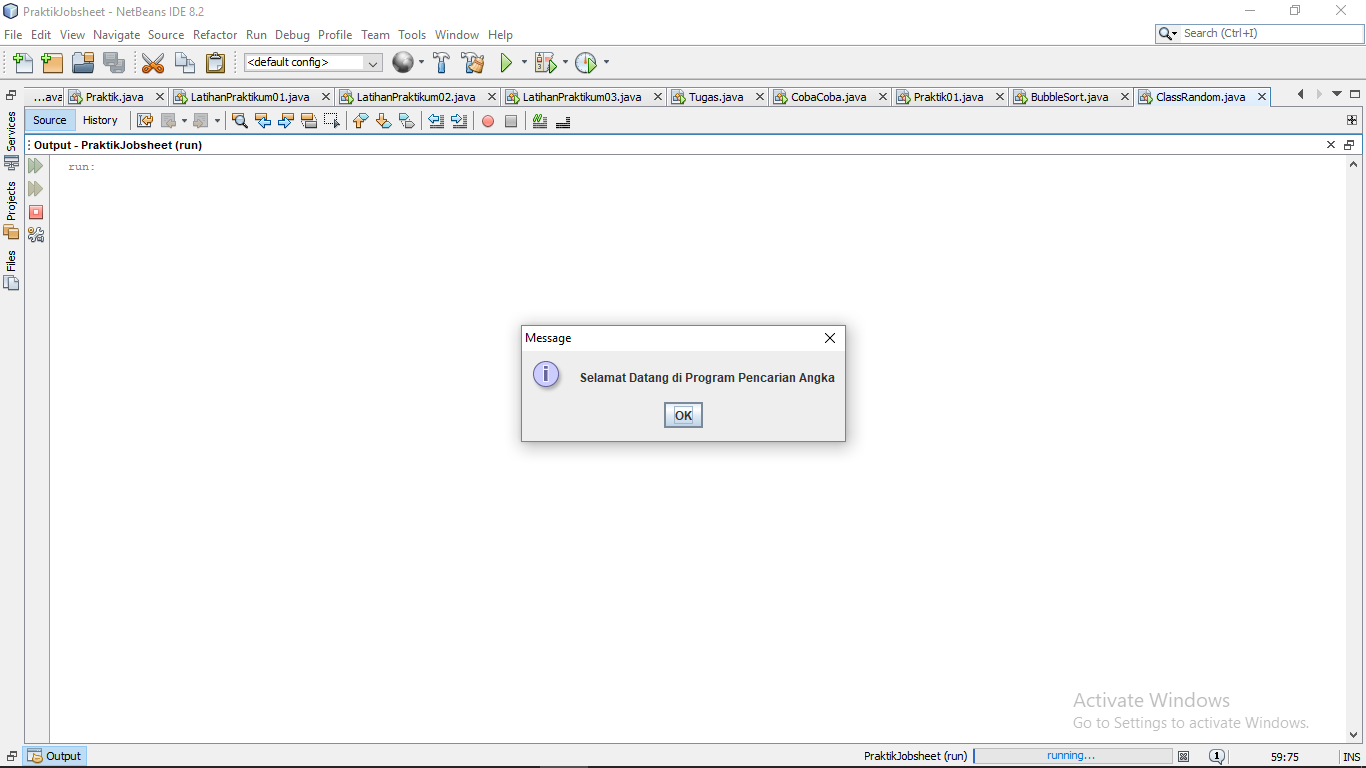 PraktikJobsheet - NetBeans IDE 8.2
File Edit View Navigate Source Refactor Run Debug Profile Team Tools Window Help
Search (Ctrl+I)
<default config>
...ava Praktik.java LatihanPraktikum01.java LatihanPraktikum02.java LatihanPraktikum03.java Tugas.java CobaCoba.java Praktik01.java BubbleSort.java ClassRandom.java
Source History
Output - PraktikJobsheet (run)
run:
Services
Projects
Files
Message
Selamat Datang di Program Pencarian Angka
OK
Activate Windows
Go to Settings to activate Windows.
Output PraktikJobsheet (run) running... 1 59:75 INS